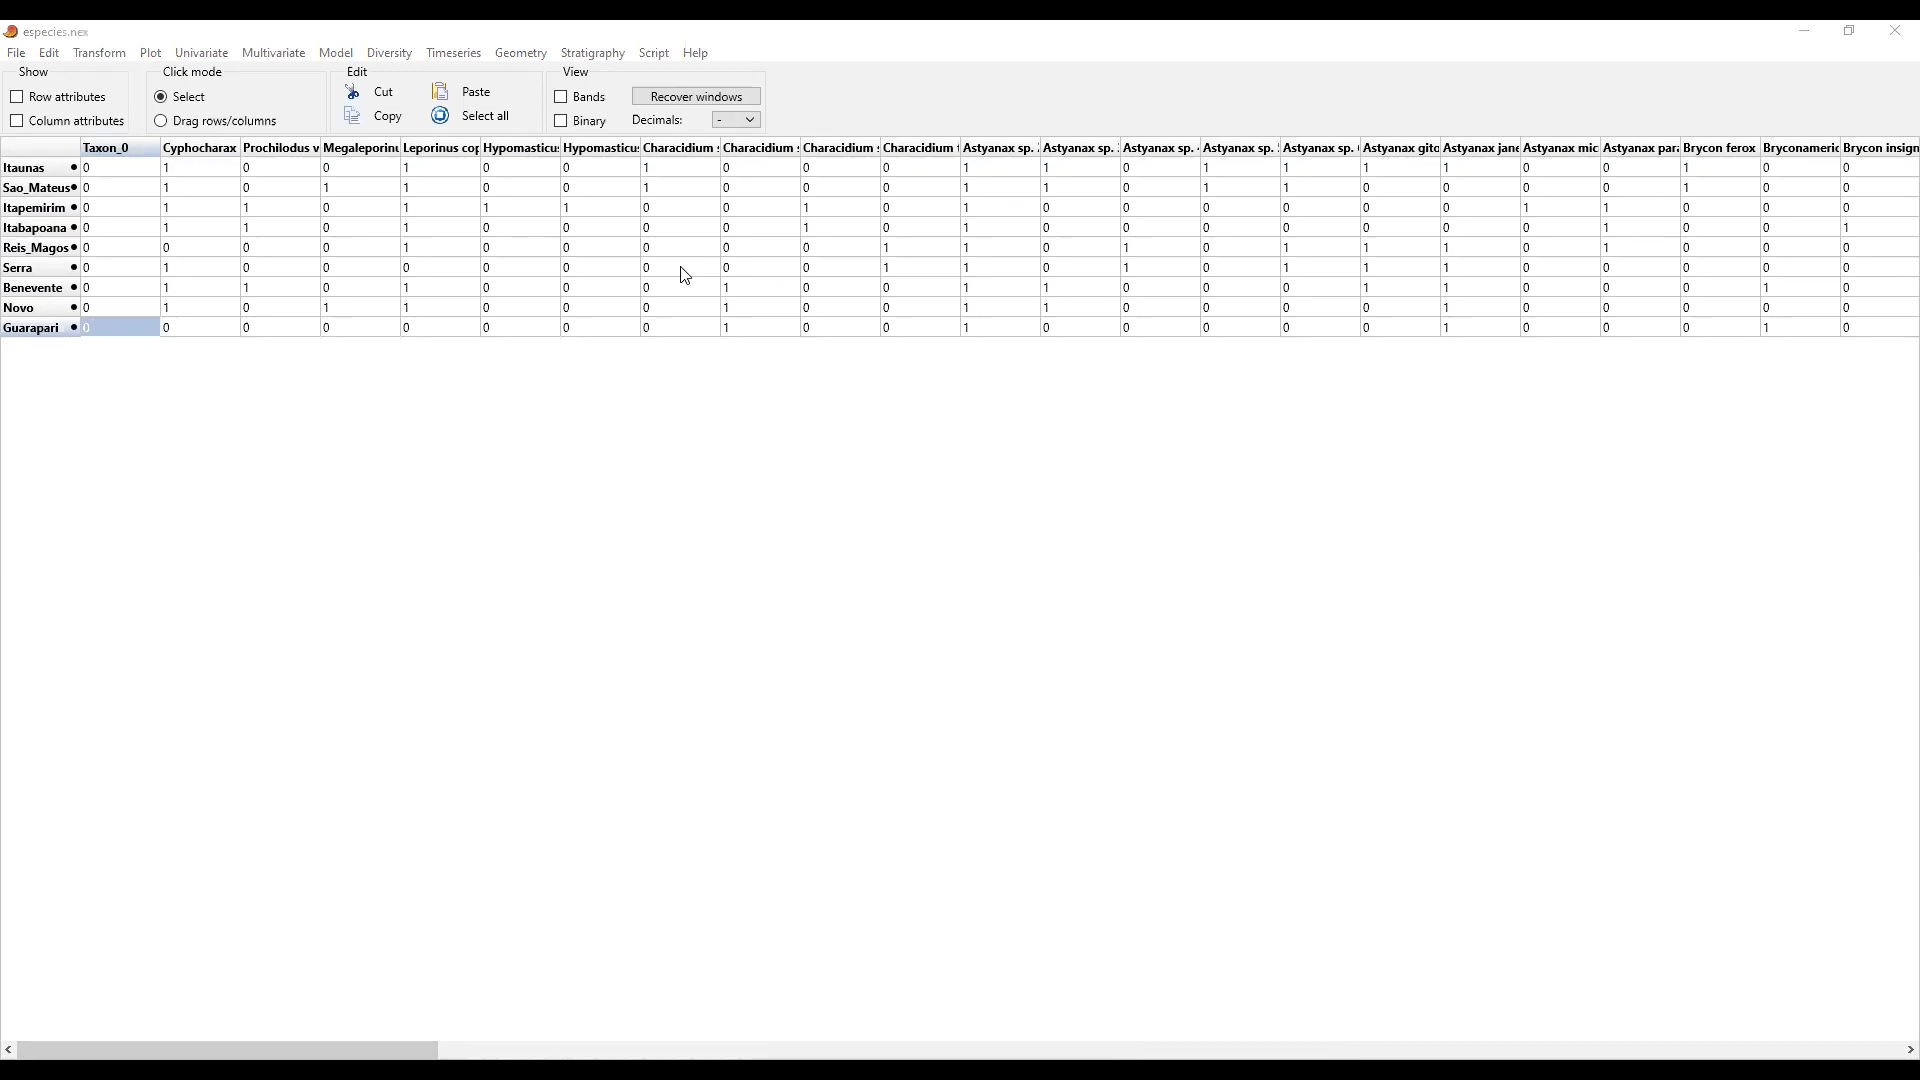 especies.nex
File Edit Transform Plot Univariate Multivariate Model Diversity Timeseries Geometry Stratigraphy Script Help
Show Click mode Edit View
Row attributes Select Cut Paste Bands Recover windows
Column attributes Drag rows/columns Copy Select all Binary Decimals: -
Taxon_0 Cyphocharax Prochilodus v Megaleporinu Leporinus cop Hypomasticu Hypomasticu Characidium Characidium Characidium Characidium Astyanax sp. Astyanax sp. Astyanax sp. Astyanax sp. Astyanax sp. Astyanax gito Astyanax jane Astyanax mic Astyanax para Brycon ferox Bryconameric Brycon insign
Itaunas 0 1 0 0 1 0 0 1 0 0 0 1 1 0 1 1 1 1 0 0 1 0 0
Sao_Mateus 0 1 0 1 1 0 0 1 0 0 0 1 1 0 1 1 0 0 0 0 1 0 0
Itapemirim 0 1 1 0 1 1 1 0 0 1 0 1 0 0 0 0 0 0 1 1 0 0 0
Itabapoana 0 1 1 0 1 0 0 0 0 1 0 1 0 0 0 0 0 0 0 1 0 0 1
Reis_Magos 0 0 0 0 1 0 0 0 0 0 1 1 0 1 0 1 1 1 0 1 0 0 0
Serra 0 1 0 0 0 0 0 0 0 0 1 1 0 1 0 1 1 1 0 0 0 0 0
Benevente 0 1 1 0 1 0 0 0 1 0 0 1 1 0 0 0 1 1 0 0 0 1 0
Novo 0 1 0 1 1 0 0 0 1 0 0 1 1 0 0 0 0 1 0 0 0 0 0
Guarapari 0 0 0 0 0 0 0 0 1 0 0 1 0 0 0 0 0 1 0 0 0 1 0